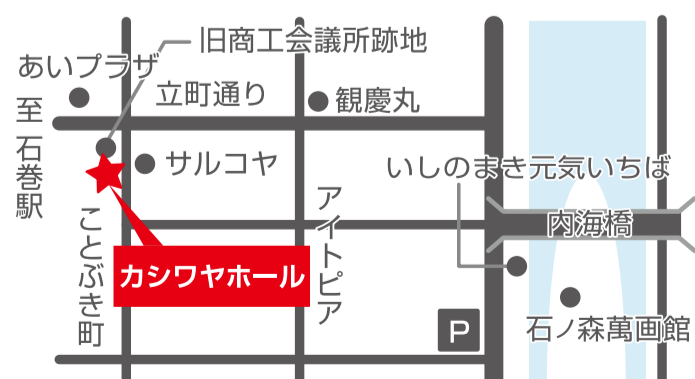 旧商工会議所跡地
あいプラザ
立町通り
観慶丸
至 石巻駅
サルコヤ
いしのまき元気いちば
アイトピア
ことぶき町
内海橋
カシワヤホール
P
石ノ森萬画館